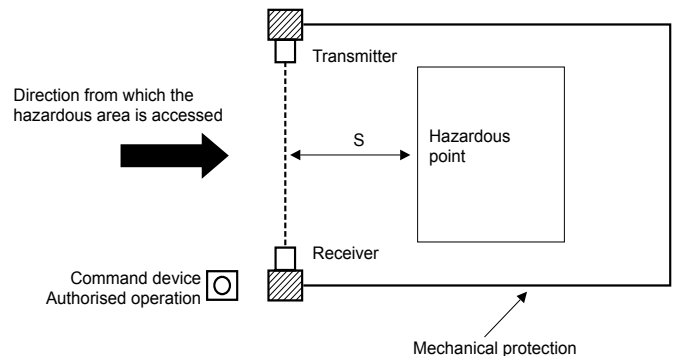 Transmitter
Direction from which the
hazardous area is accessed
S
Hazardous
point
Receiver
Command device
Authorised operation
Mechanical protection